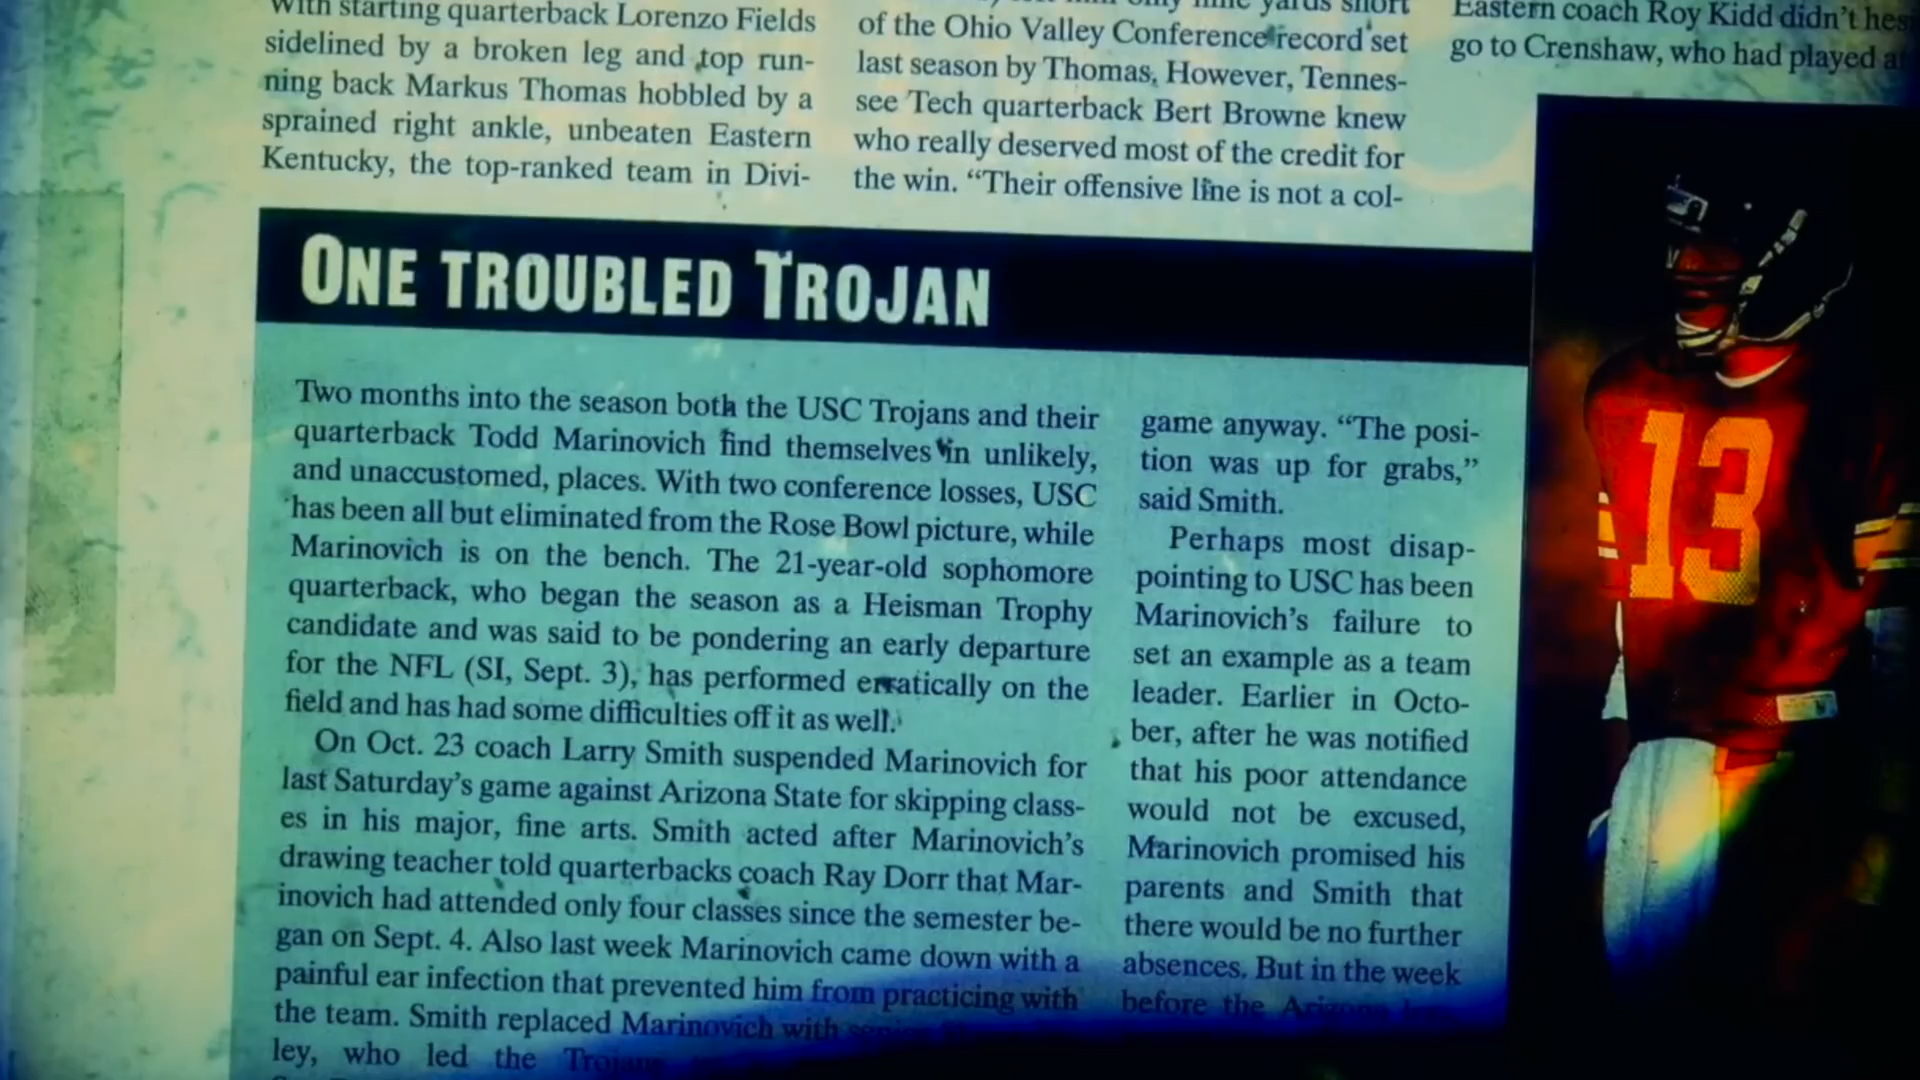 With starting quarterback Lorenzo Fields
sidelined by a broken leg and top run-
ning back Markus Thomas hobbled by a
sprained right ankle, unbeaten Eastern
Kentucky, the top-ranked team in Divi-
yards short
of the Ohio Valley Conference record set
last season by Thomas. However, Tennes-
see Tech quarterback Bert Browne knew
who really deserved most of the credit for
the win. “Their offensive line is not a col-
Eastern coach Roy Kidd didn’t hes
go to Crenshaw, who had played at
ONE TROUBLED TROJAN
Two months into the season both the USC Trojans and their
quarterback Todd Marinovich find themselves in unlikely,
and unaccustomed, places. With two conference losses, USC
has been all but eliminated from the Rose Bowl picture, while
Marinovich is on the bench. The 21-year-old sophomore
quarterback, who began the season as a Heisman Trophy
candidate and was said to be pondering an early departure
for the NFL (SI, Sept. 3), has performed erratically on the
field and has had some difficulties off it as well.
On Oct. 23 coach Larry Smith suspended Marinovich for
last Saturday’s game against Arizona State for skipping class-
es in his major, fine arts. Smith acted after Marinovich’s
drawing teacher told quarterbacks coach Ray Dorr that Mar-
inovich had attended only four classes since the semester be-
gan on Sept. 4. Also last week Marinovich came down with a
painful ear infection that prevented him from practicing with
the team. Smith replaced Marinovich with
ley, who led the Trojans
game anyway. “The posi-
tion was up for grabs,”
said Smith.
Perhaps most disap-
pointing to USC has been
Marinovich’s failure to
set an example as a team
leader. Earlier in Octo-
ber, after he was notified
that his poor attendance
would not be excused,
Marinovich promised his
parents and Smith that
there would be no further
absences. But in the week
before the Arizona
13